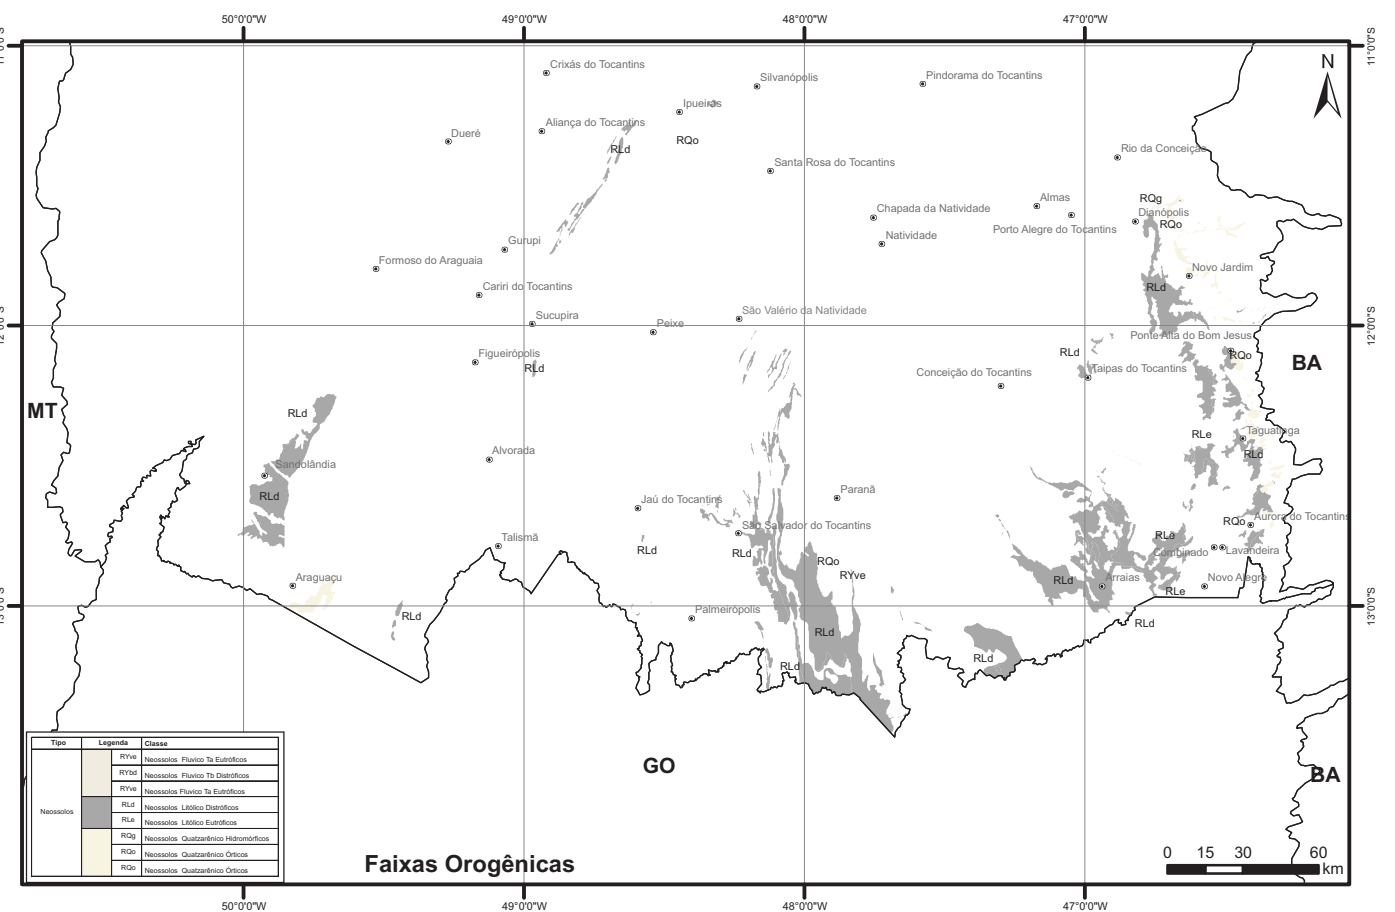 50°0'0"W
49°0'0"W
48°0'0"W
47°0'0"W
11°0'0"S
N
Crixás do Tocantins
Silvanópolis
Pindorama do Tocantins
Ipueiras
Aliança do Tocantins
Dueré
RQo
RLd
Rio da Conceição
Santa Rosa do Tocantins
Almas
RQg
Chapada da Natividade
Dianópolis
RQo
Porto Alegre do Tocantins
Natividade
Gurupi
Formoso do Araguaia
Novo Jardim
Cariri do Tocantins
RLd
São Valério da Natividade
Sucupira
Peixe
12°0'0"S
Ponte Alta do Bom Jesus
Figueirópolis
RLd
RQo
BA
RLd
Conceição do Tocantins
Taipas do Tocantins
MT
RLd
RLe
Taguatinga
Alvorada
RLd
Sandolândia
RLd
Paranã
Jaú do Tocantins
Aurora do Tocantins
RQo
São Salvador do Tocantins
RLe
Talismã
RLd
RLd
Combinado
Lavandeira
RQo
RYve
Araguaçu
RLd
Arraias
Novo Alegre
RLe
13°0'0"S
Palmeirópolis
RLd
RLd
RLd
RLd
RLd
GO
BA
Tipo
Legenda
Classe
Neossolos
RYve
Neossolos Fluvico Ta Eutróficos
RYbd
Neossolos Fluvico Tb Distróficos
RYve
Neossolos Fluvico Ta Eutróficos
RLd
Neossolos Litólico Distróficos
RLe
Neossolos Litólico Eutróficos
RQg
Neossolos Quatzarênico Hidromórficos
RQo
Neossolos Quatzarênico Órticos
RQo
Neossolos Quatzarênico Órticos
Faixas Orogênicas
0 15 30 60
km
50°0'0"W
49°0'0"W
48°0'0"W
47°0'0"W